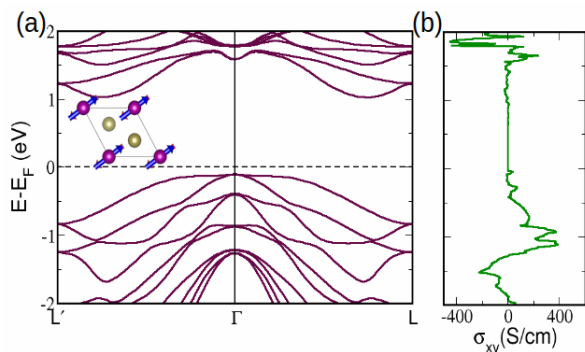 (a)
(b)
E-E_F (eV)
2
1
0
-1
-2
L′
Γ
L
-400
0
400
σ_xy(S/cm)